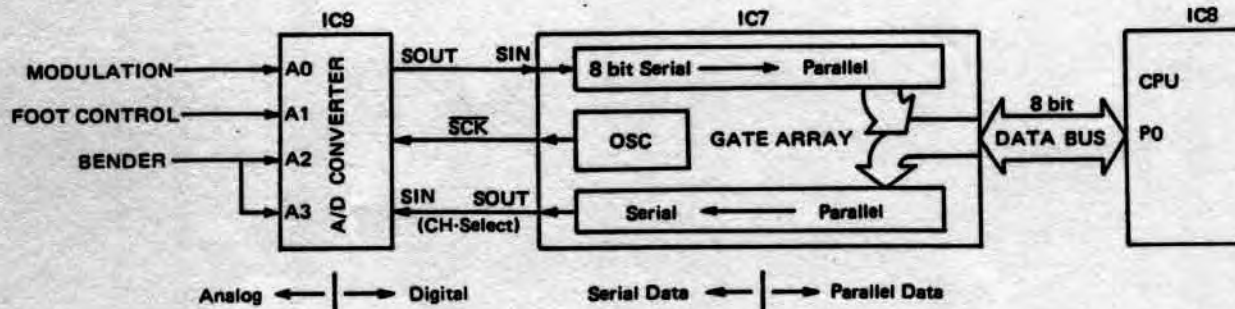 IC9
IC7
IC8
MODULATION
A0
SOUT
SIN
8 bit Serial
Parallel
CPU
FOOT CONTROL
A1
A/D CONVERTER
SCK
OSC
GATE ARRAY
8 bit
DATA BUS
P0
BENDER
A2
A3
SIN
SOUT
(CH-Select)
Serial
Parallel
Analog
Digital
Serial Data
Parallel Data